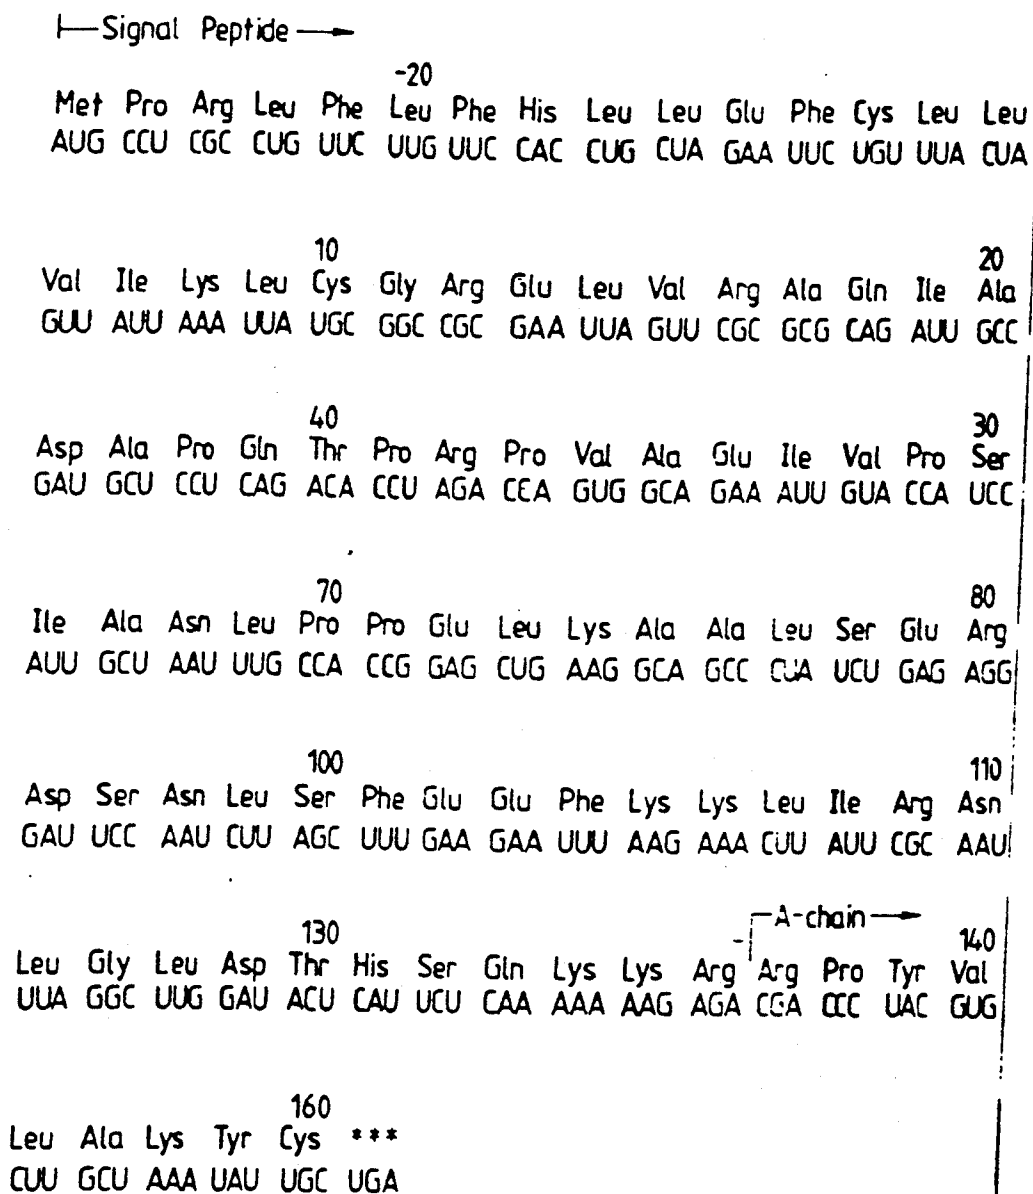 Signal Peptide
-20
Met Pro Arg Leu Phe Leu Phe His Leu Leu Glu Phe Cys Leu Leu
AUG CCU CGC CUG UUC UUG UUC CAC CUG CUA GAA UUC UGU UUA CUA
10 20
Val Ile Lys Leu Cys Gly Arg Glu Leu Val Arg Ala Gln Ile Ala
GUU AUU AAA UUA UGC GGC CGC GAA UUA GUU CGC GCG CAG AUU GCC
40 30
Asp Ala Pro Gln Thr Pro Arg Pro Val Ala Glu Ile Val Pro Ser
GAU GCU CCU CAG ACA CCU AGA CCA GUG GCA GAA AUU GUA CCA UCC
70 80
Ile Ala Asn Leu Pro Pro Glu Leu Lys Ala Ala Leu Ser Glu Arg
AUU GCU AAU UUG CCA CCG GAG CUG AAG GCA GCC CUA UCU GAG AGG
100 110
Asp Ser Asn Leu Ser Phe Glu Glu Phe Lys Lys Leu Ile Arg Asn
GAU UCC AAU CUU AGC UUU GAA GAA UUU AAG AAA CUU AUU CGC AAU
A-chain
130 140
Leu Gly Leu Asp Thr His Ser Gln Lys Lys Arg Arg Pro Tyr Val
UUA GGC UUG GAU ACU CAU UCU CAA AAA AAG AGA CGA CCC UAC GUG
160
Leu Ala Lys Tyr Cys ***
CUU GCU AAA UAU UGC UGA